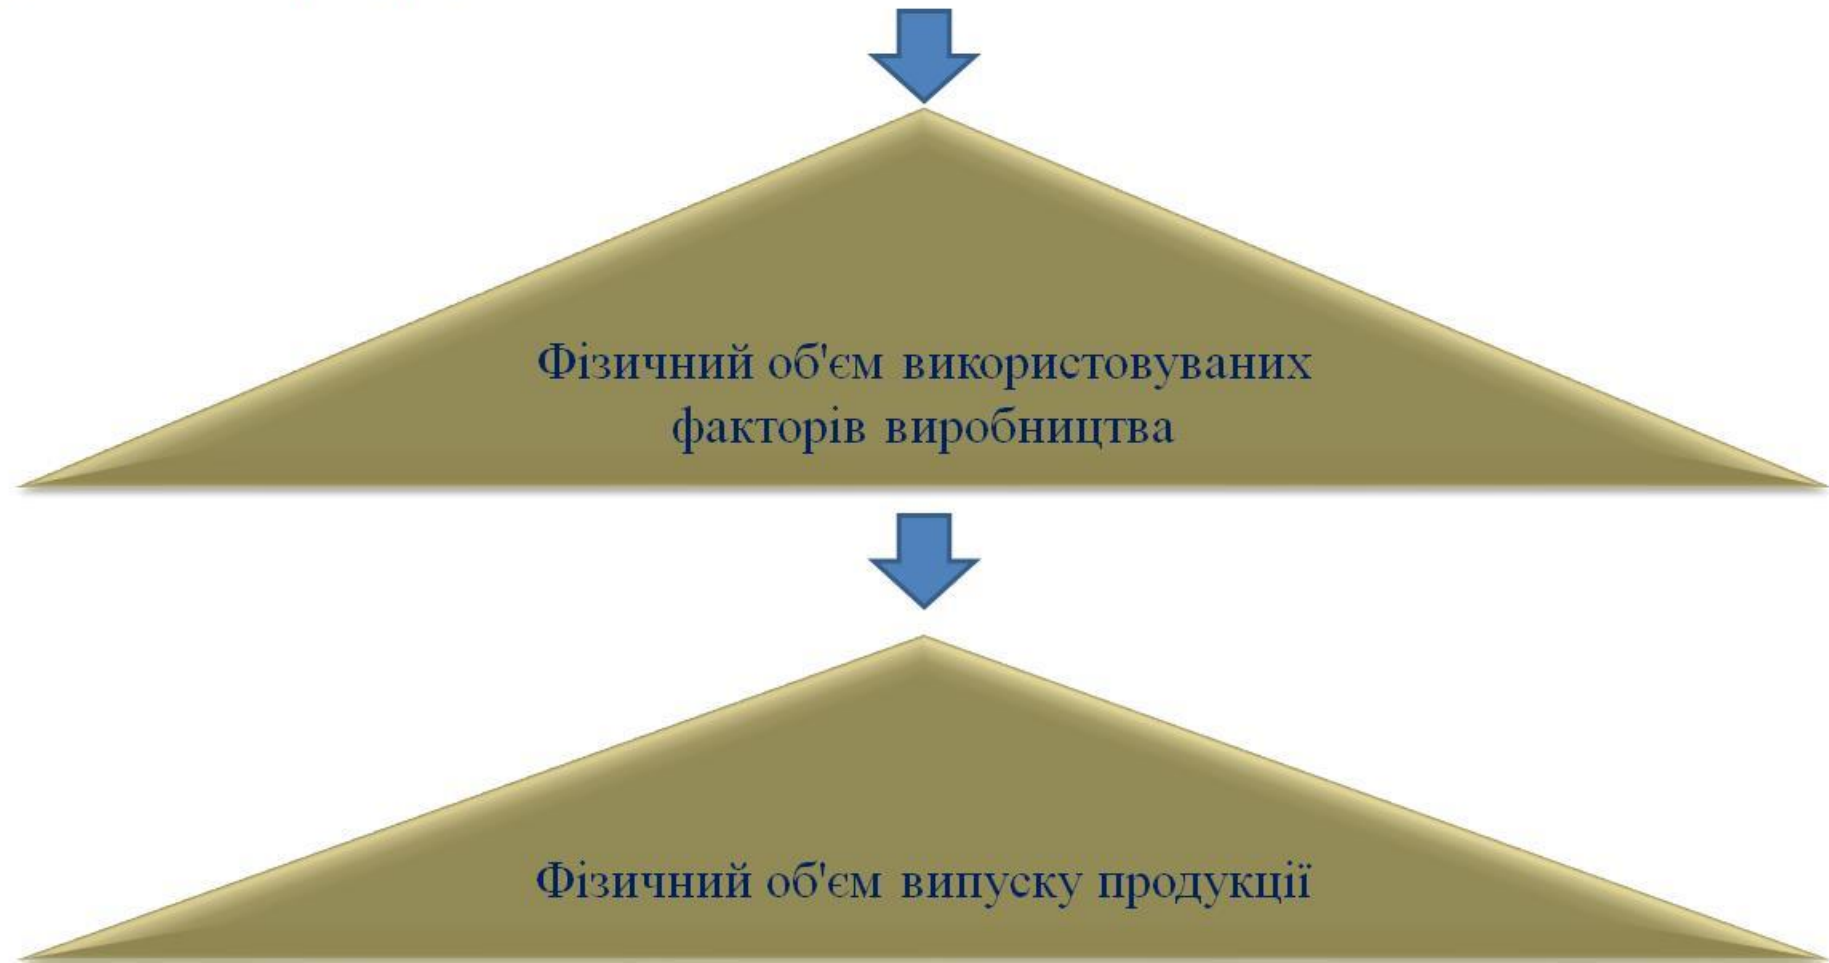 Фізичний об'єм використовуваних
факторів виробництва
Фізичний об'єм випуску продукції